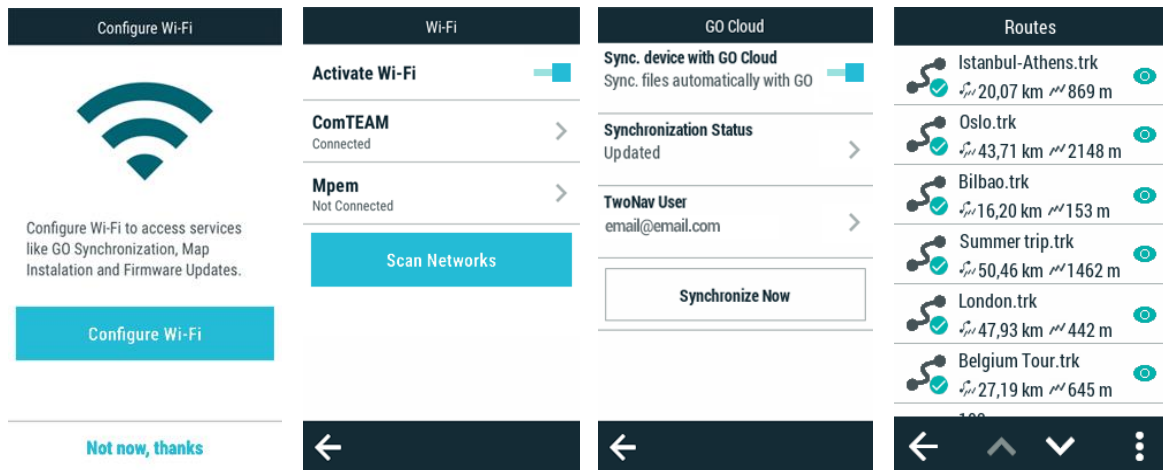 Configure Wi-Fi
Configure Wi-Fi to access services
like GO Synchronization, Map
Instalation and Firmware Updates.
Configure Wi-Fi
Not now, thanks
Wi-Fi
Activate Wi-Fi
ComTEAM
Connected
Mpem
Not Connected
Scan Networks
GO Cloud
Sync. device with GO Cloud
Sync. files automatically with GO
Synchronization Status
Updated
TwoNav User
email@email.com
Synchronize Now
Routes
Istanbul-Athens.trk
20,07 km 869 m
Oslo.trk
43,71 km 2148 m
Bilbao.trk
16,20 km 153 m
Summer trip.trk
50,46 km 1462 m
London.trk
47,93 km 442 m
Belgium Tour.trk
27,19 km 645 m